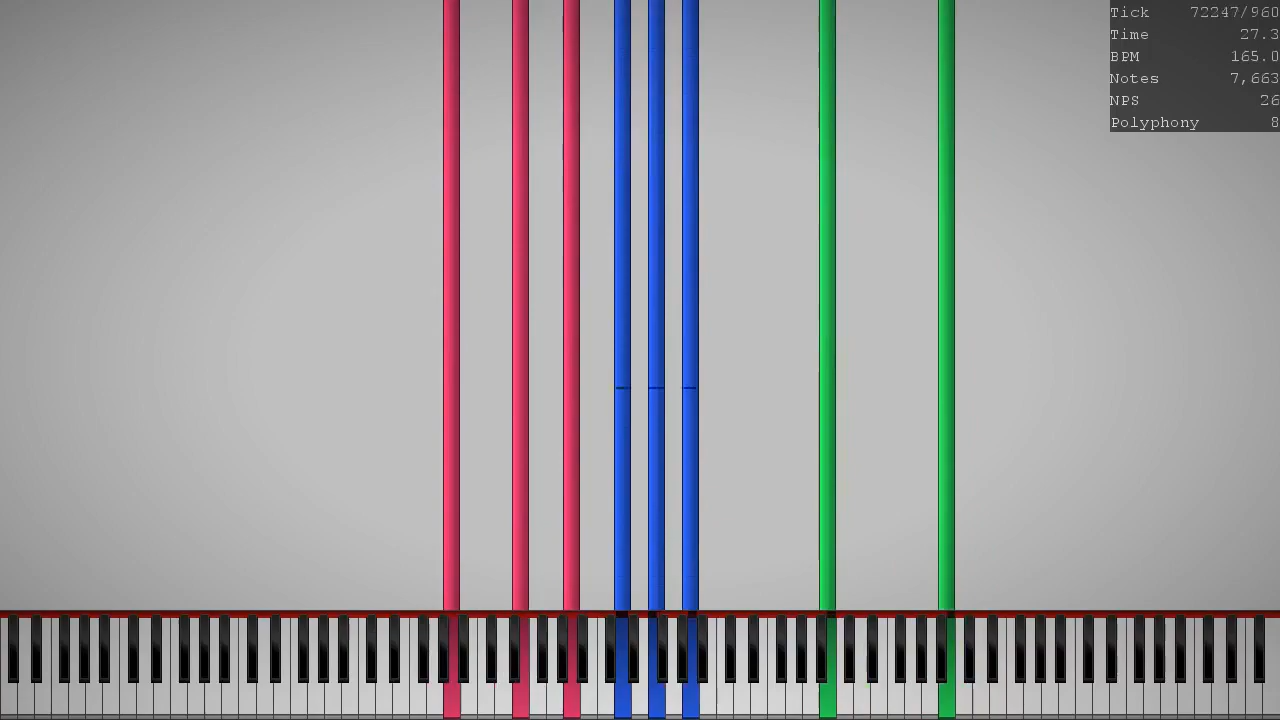 Tick 72247/960
Time 27.3
BPM 165.0
Notes 7,663
NPS 26
Polyphony 8